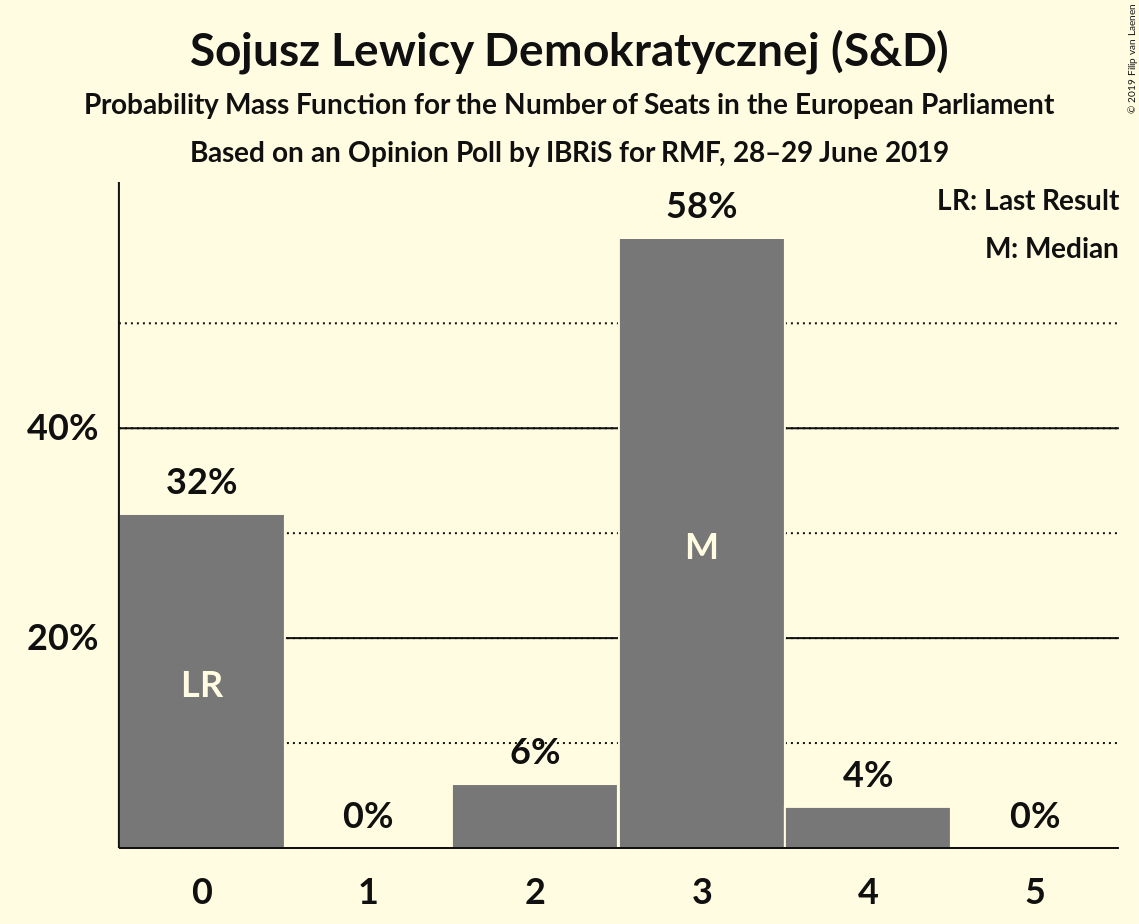 Sojusz Lewicy Demokratycznej (S&D)
Probability Mass Function for the Number of Seats in the European Parliament
Based on an Opinion Poll by IBRiS for RMF, 28–29 June 2019
© 2019 Filip van Laenen
LR: Last Result
M: Median
58%
40%
32%
M
20%
LR
6%
4%
0%
0%
0 1 2 3 4 5